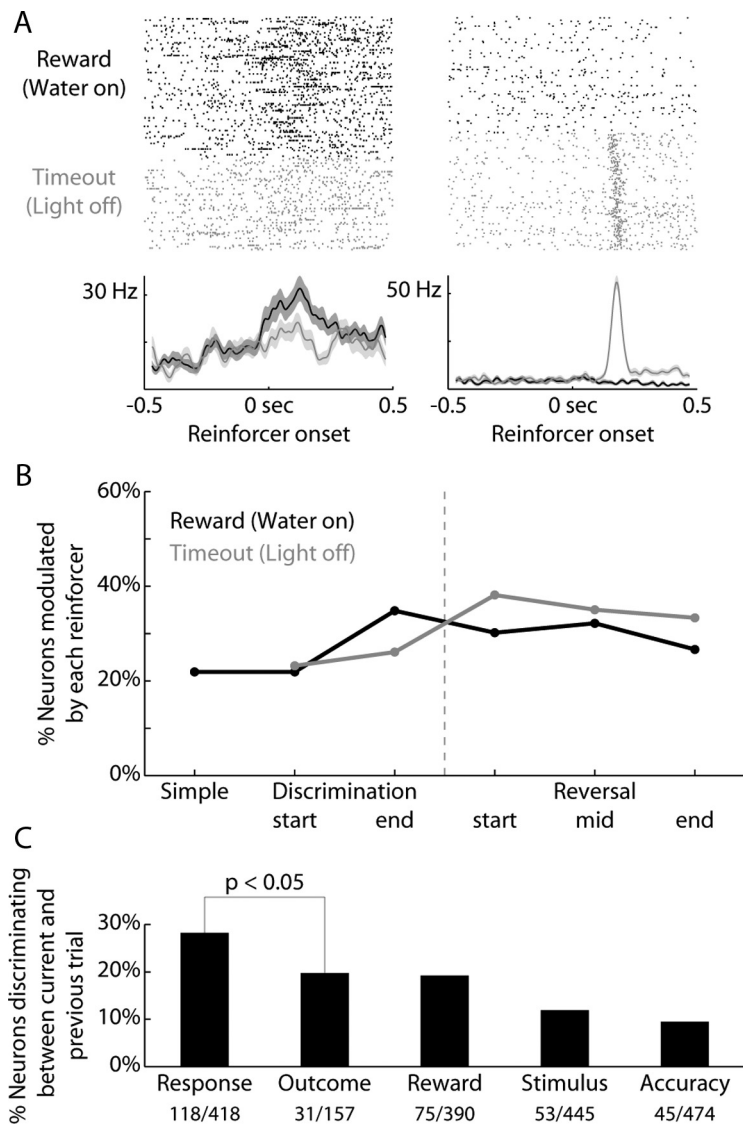 A
Reward
(Water on)
Timeout
(Light off)
30 Hz
50 Hz
-0.5 0 sec 0.5
-0.5 0 sec 0.5
Reinforcer onset
Reinforcer onset
B
% Neurons modulated
by each reinforcer
60%
40%
20%
0%
Reward (Water on)
Timeout (Light off)
Simple Discrimination Reversal
start end start mid end
C
% Neurons discriminating
between current and
previous trial
p < 0.05
30%
20%
10%
0%
Response Outcome Reward Stimulus Accuracy
118/418 31/157 75/390 53/445 45/474